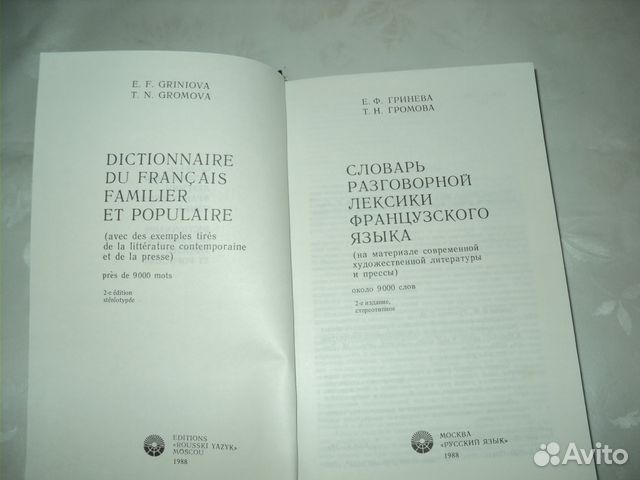 E. F. GRINIOVA
T. N. GROMOVA
DICTIONNAIRE
DU FRANÇAIS
FAMILIER
ET POPULAIRE
(avec des exemples tirés
de la littérature contemporaine
et de la presse)
près de 9000 mots
2-e édition
stéréotypée
EDITIONS
«ROUSSKI YAZYK»
MOSCOU
1988
Е. Ф. ГРИНЕВА
Т. Н. ГРОМОВА
СЛОВАРЬ
РАЗГОВОРНОЙ
ЛЕКСИКИ
ФРАНЦУЗСКОГО
ЯЗЫКА
(на материале современной
художественной литературы
и прессы)
около 9000 слов
2-е издание,
стереотипное
МОСКВА
«РУССКИЙ ЯЗЫК»
1988
Avito